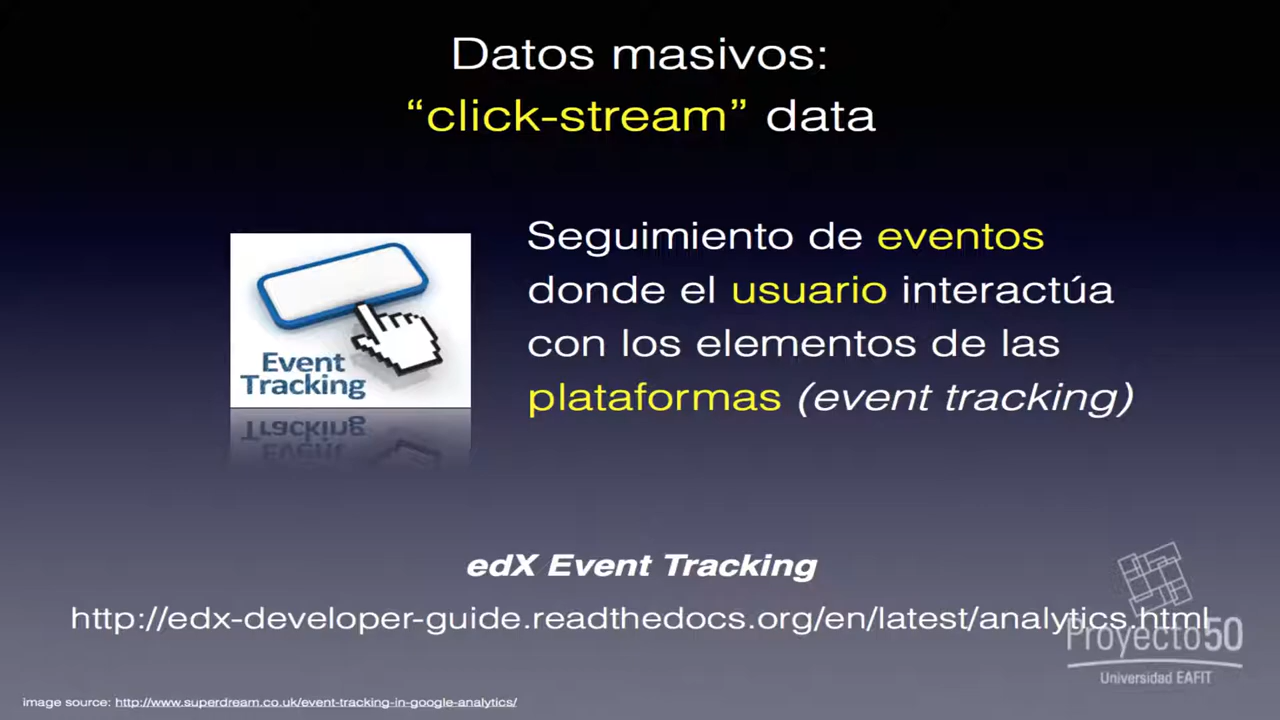 Datos masivos:
“click-stream” data
Seguimiento de eventos
donde el usuario interactúa
con los elementos de las
plataformas (event tracking)
Event
Tracking
edX Event Tracking
http://edx-developer-guide.readthedocs.org/en/latest/analytics.html
Proyecto50
Universidad EAFIT
image source: http://www.superdream.co.uk/event-tracking-in-google-analytics/